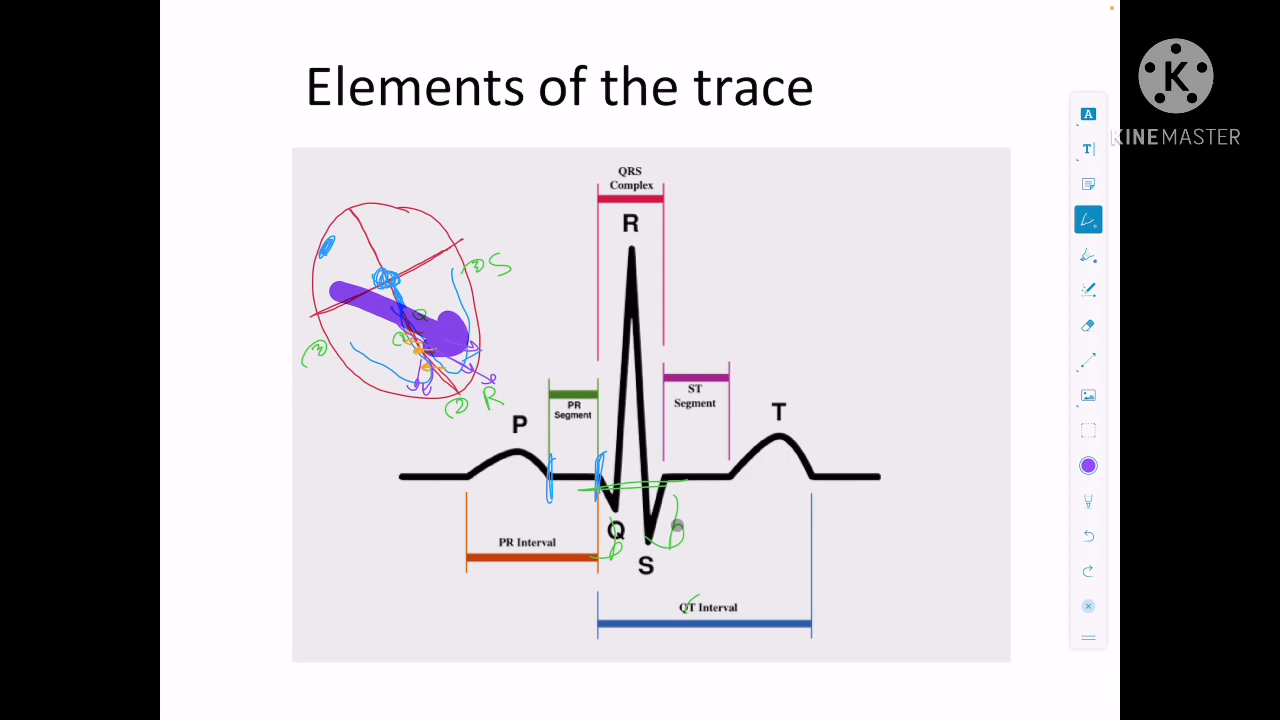 Elements of the trace
K
KINEMASTER
A
T
QRS
Complex
R
S
Q
R
PR
Segment
ST
Segment
P
T
Q
PR Interval
S
QT Interval